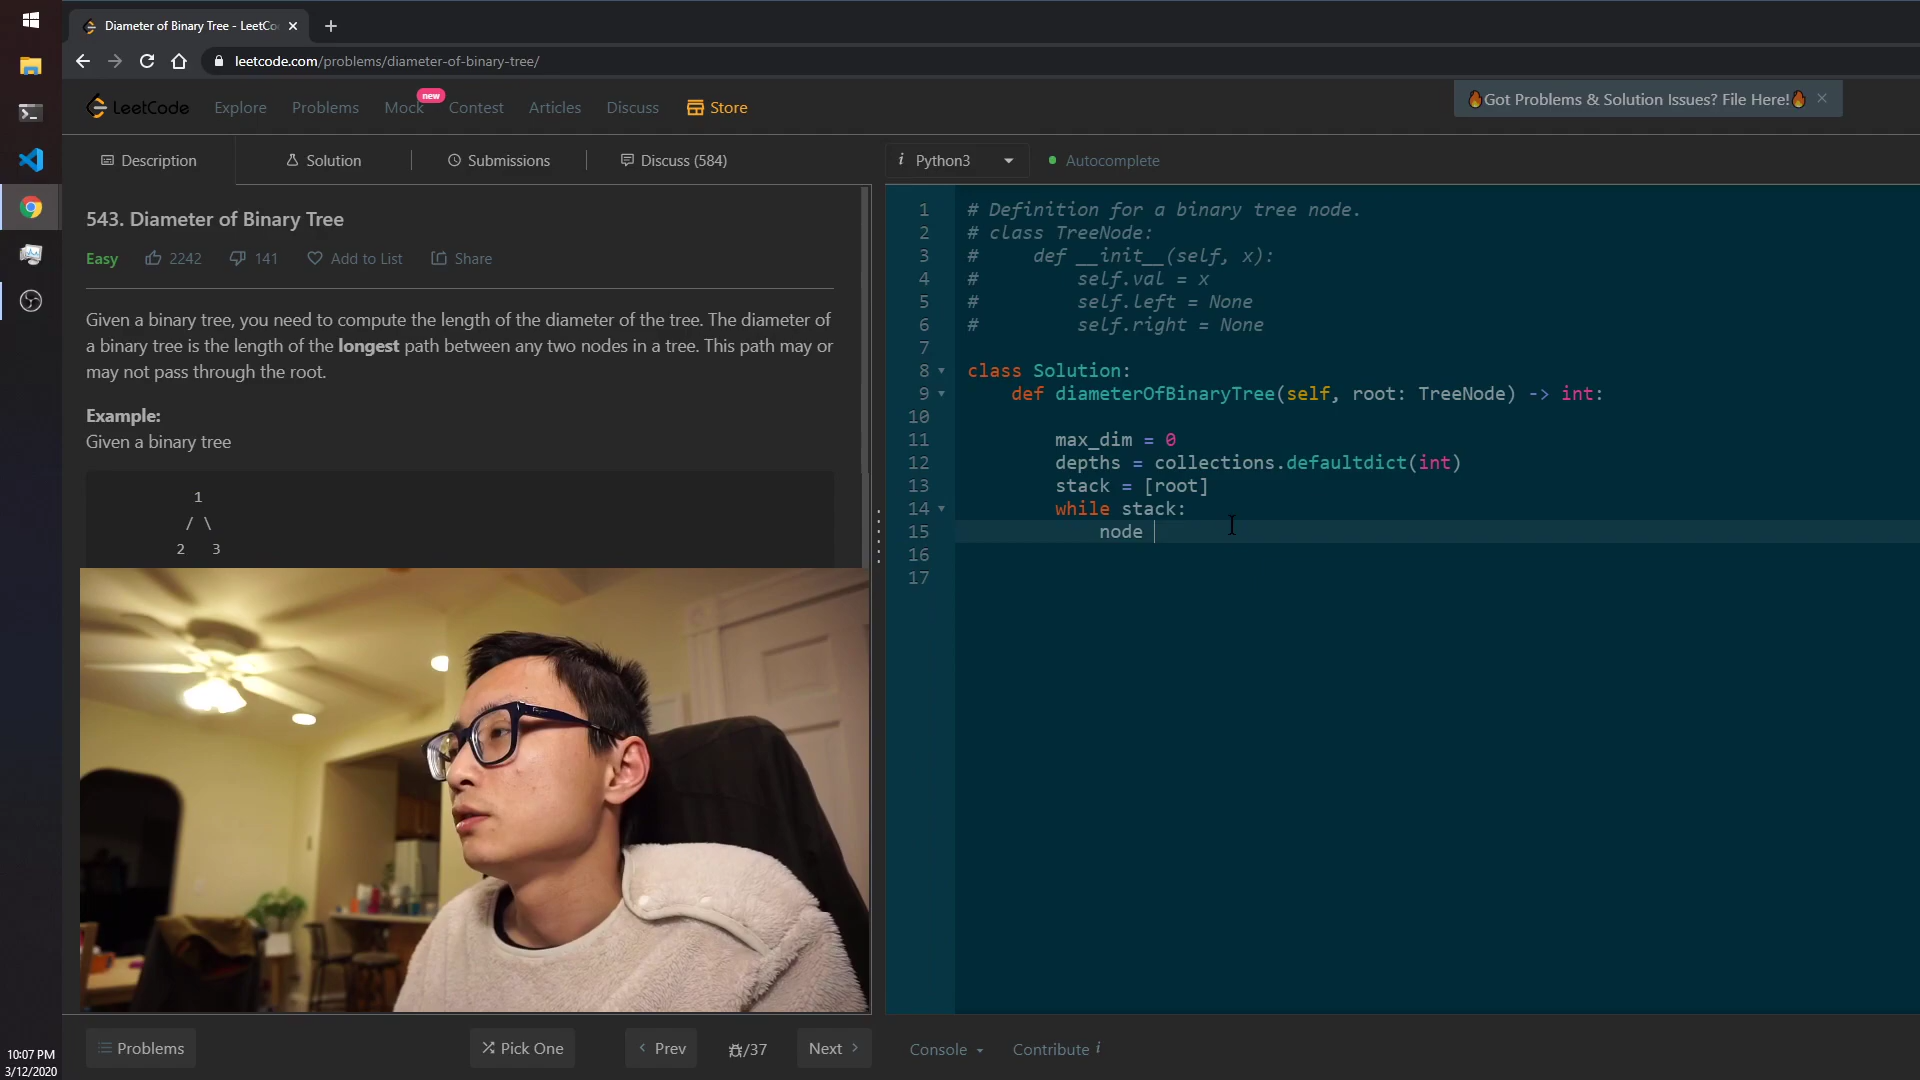 Diameter of Binary Tree - LeetCo
leetcode.com/problems/diameter-of-binary-tree/
LeetCode
Explore
Problems
Mock
new
Contest
Articles
Discuss
Store
🔥Got Problems & Solution Issues? File Here!🔥
Description
Solution
Submissions
Discuss (584)
i Python3
Autocomplete
543. Diameter of Binary Tree
Easy
2242
141
Add to List
Share
Given a binary tree, you need to compute the length of the diameter of the tree. The diameter of
a binary tree is the length of the longest path between any two nodes in a tree. This path may or
may not pass through the root.
Example:
Given a binary tree
1
/ \
2 3
1 # Definition for a binary tree node.
2 # class TreeNode:
3 #     def __init__(self, x):
4 #         self.val = x
5 #         self.left = None
6 #         self.right = None
7
8 class Solution:
9     def diameterOfBinaryTree(self, root: TreeNode) -> int:
10
11         max_dim = 0
12         depths = collections.defaultdict(int)
13         stack = [root]
14         while stack:
15             node
16
17
Problems
Pick One
Prev
/37
Next
Console
Contribute i
10:07 PM
3/12/2020